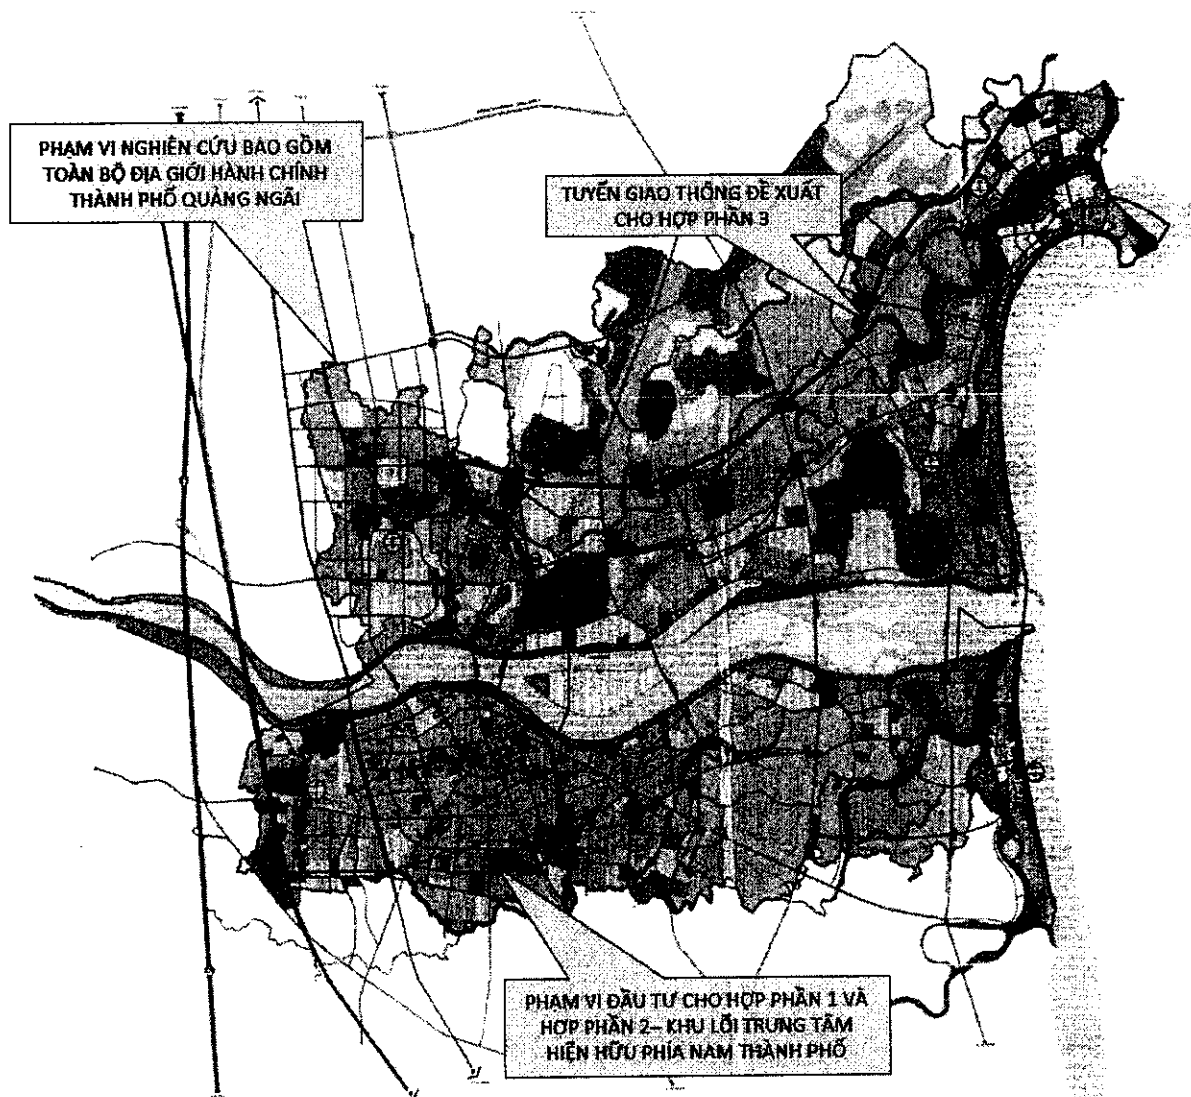 PHẠM VI NGHIÊN CỨU BAO GỒM
TOÀN BỘ ĐỊA GIỚI HÀNH CHÍNH
THÀNH PHỐ QUẢNG NGÃI
TUYẾN GIAO THÔNG ĐỀ XUẤT
CHO HỢP PHẦN 3
PHẠM VI ĐẦU TƯ CHO HỢP PHẦN 1 VÀ
HỢP PHẦN 2– KHU LÕI TRUNG TÂM
HIỆN HỮU PHÍA NAM THÀNH PHỐ